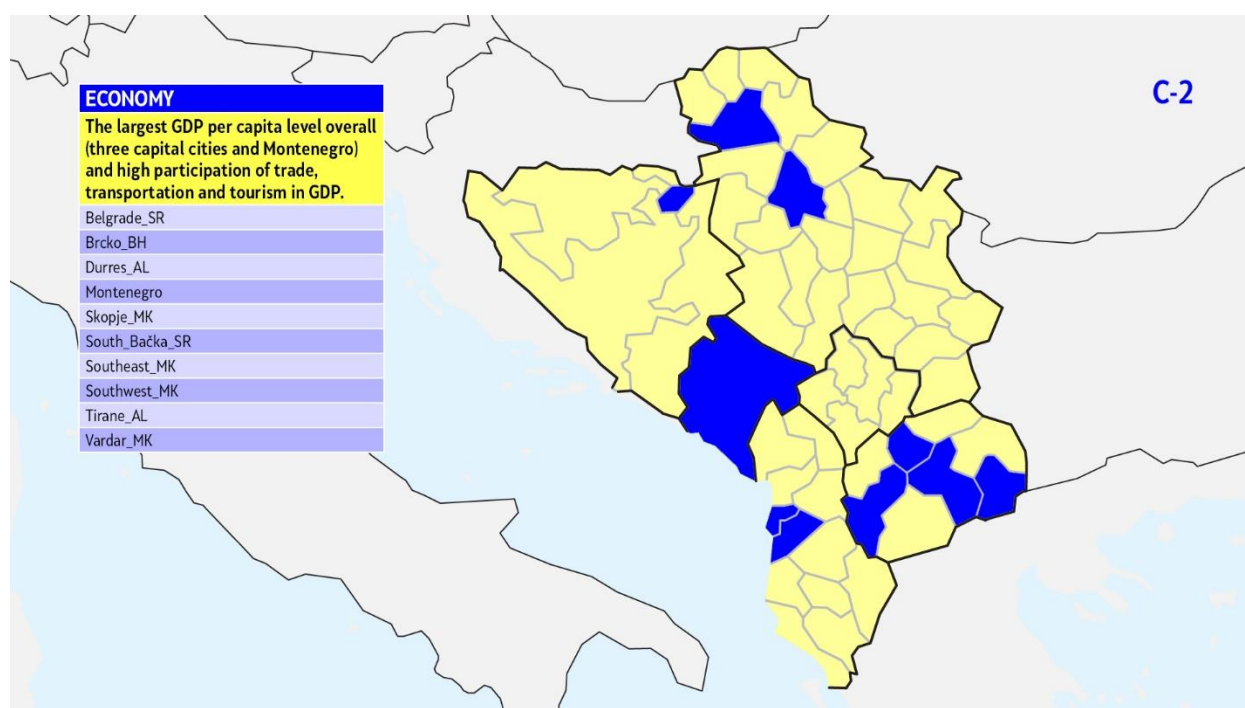 ECONOMY
The largest GDP per capita level overall
(three capital cities and Montenegro)
and high participation of trade,
transportation and tourism in GDP.
Belgrade_SR
Brcko_BH
Durres_AL
Montenegro
Skopje_MK
South_Bačka_SR
Southeast_MK
Southwest_MK
Tirane_AL
Vardar_MK
C-2